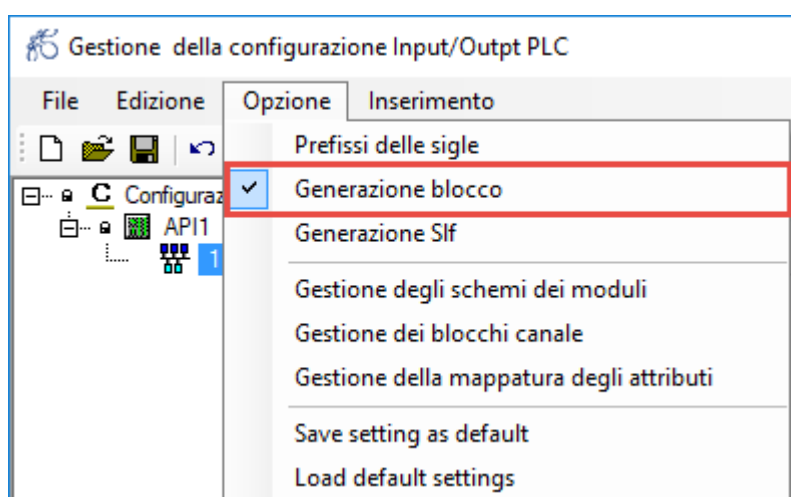 Gestione della configurazione Input/Outpt PLC
File Edizione Opzione Inserimento
Prefissi delle sigle
C Configuraz
Generazione blocco
API1
Generazione Slf
1
Gestione degli schemi dei moduli
Gestione dei blocchi canale
Gestione della mappatura degli attributi
Save setting as default
Load default settings